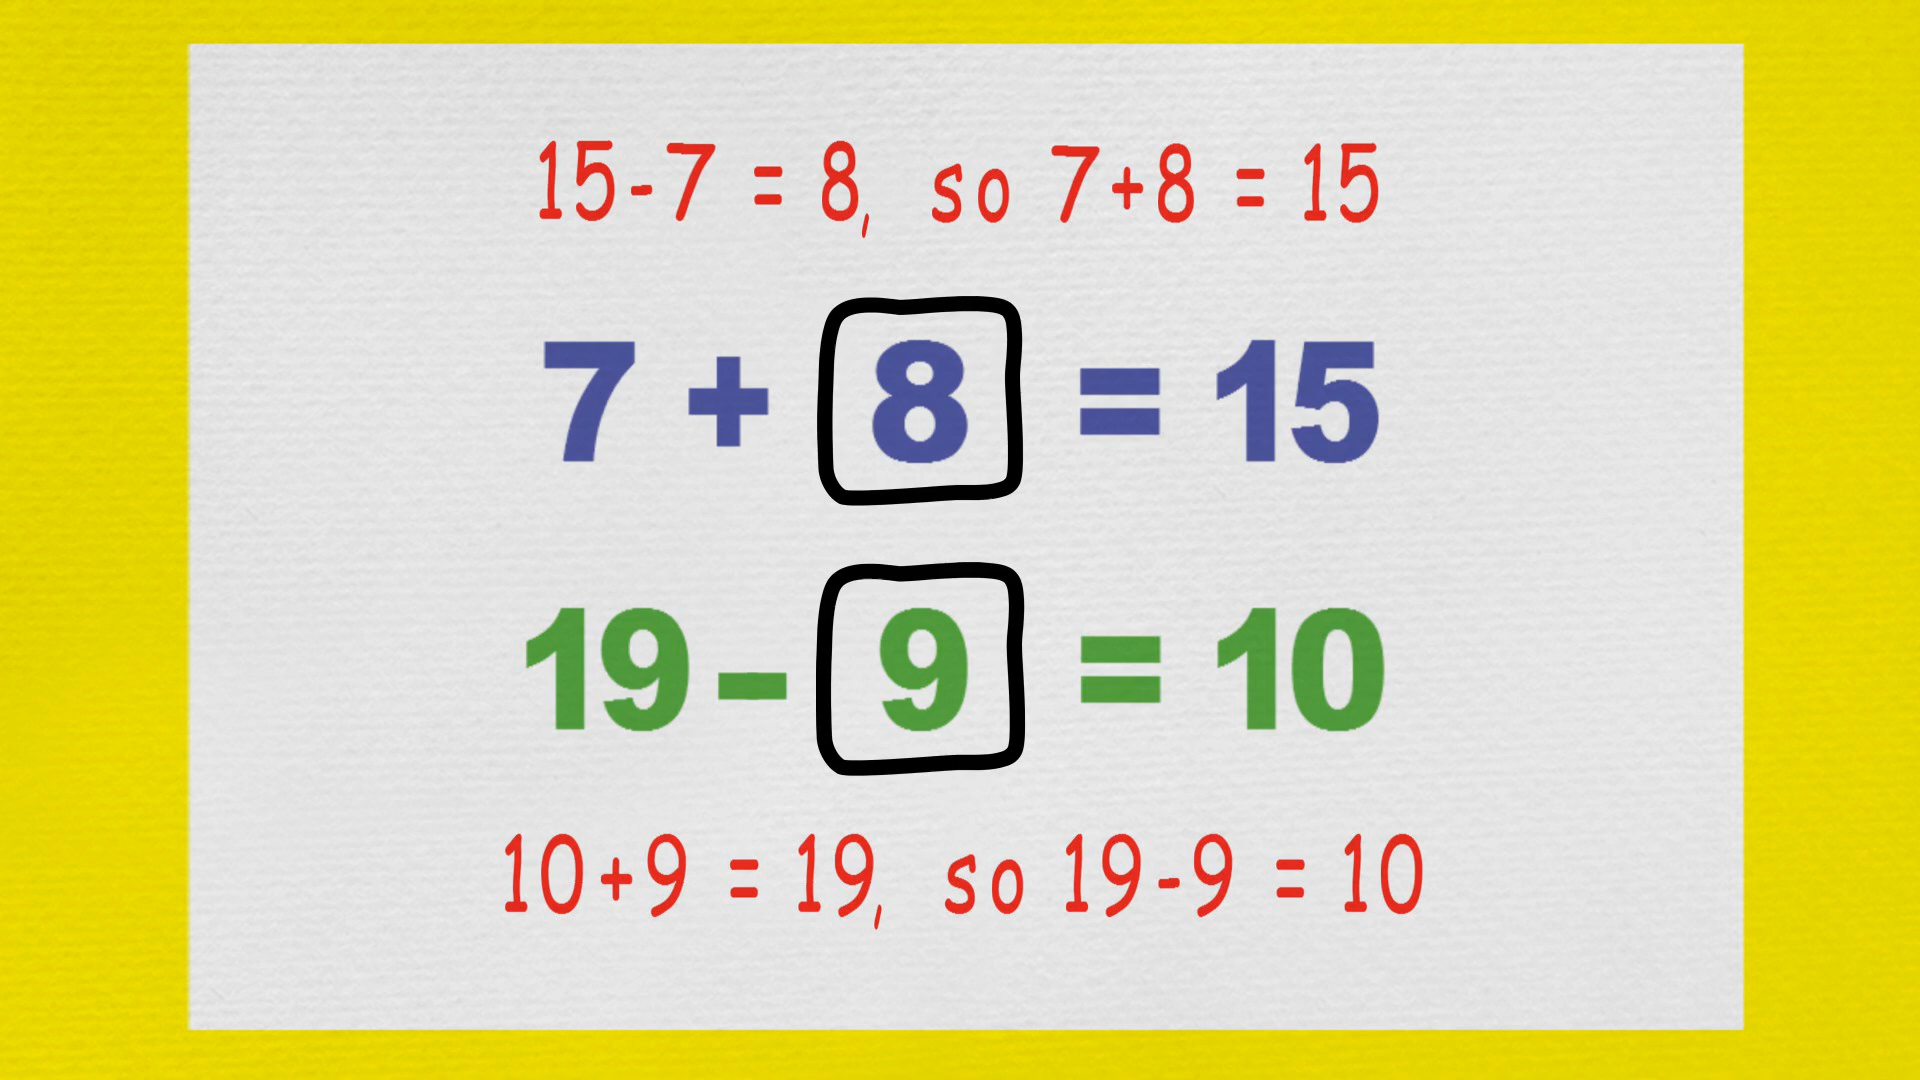 15-7 = 8, so 7+8 = 15
7 + 8 = 15
19 - 9 = 10
10+9 = 19, so 19-9 = 10